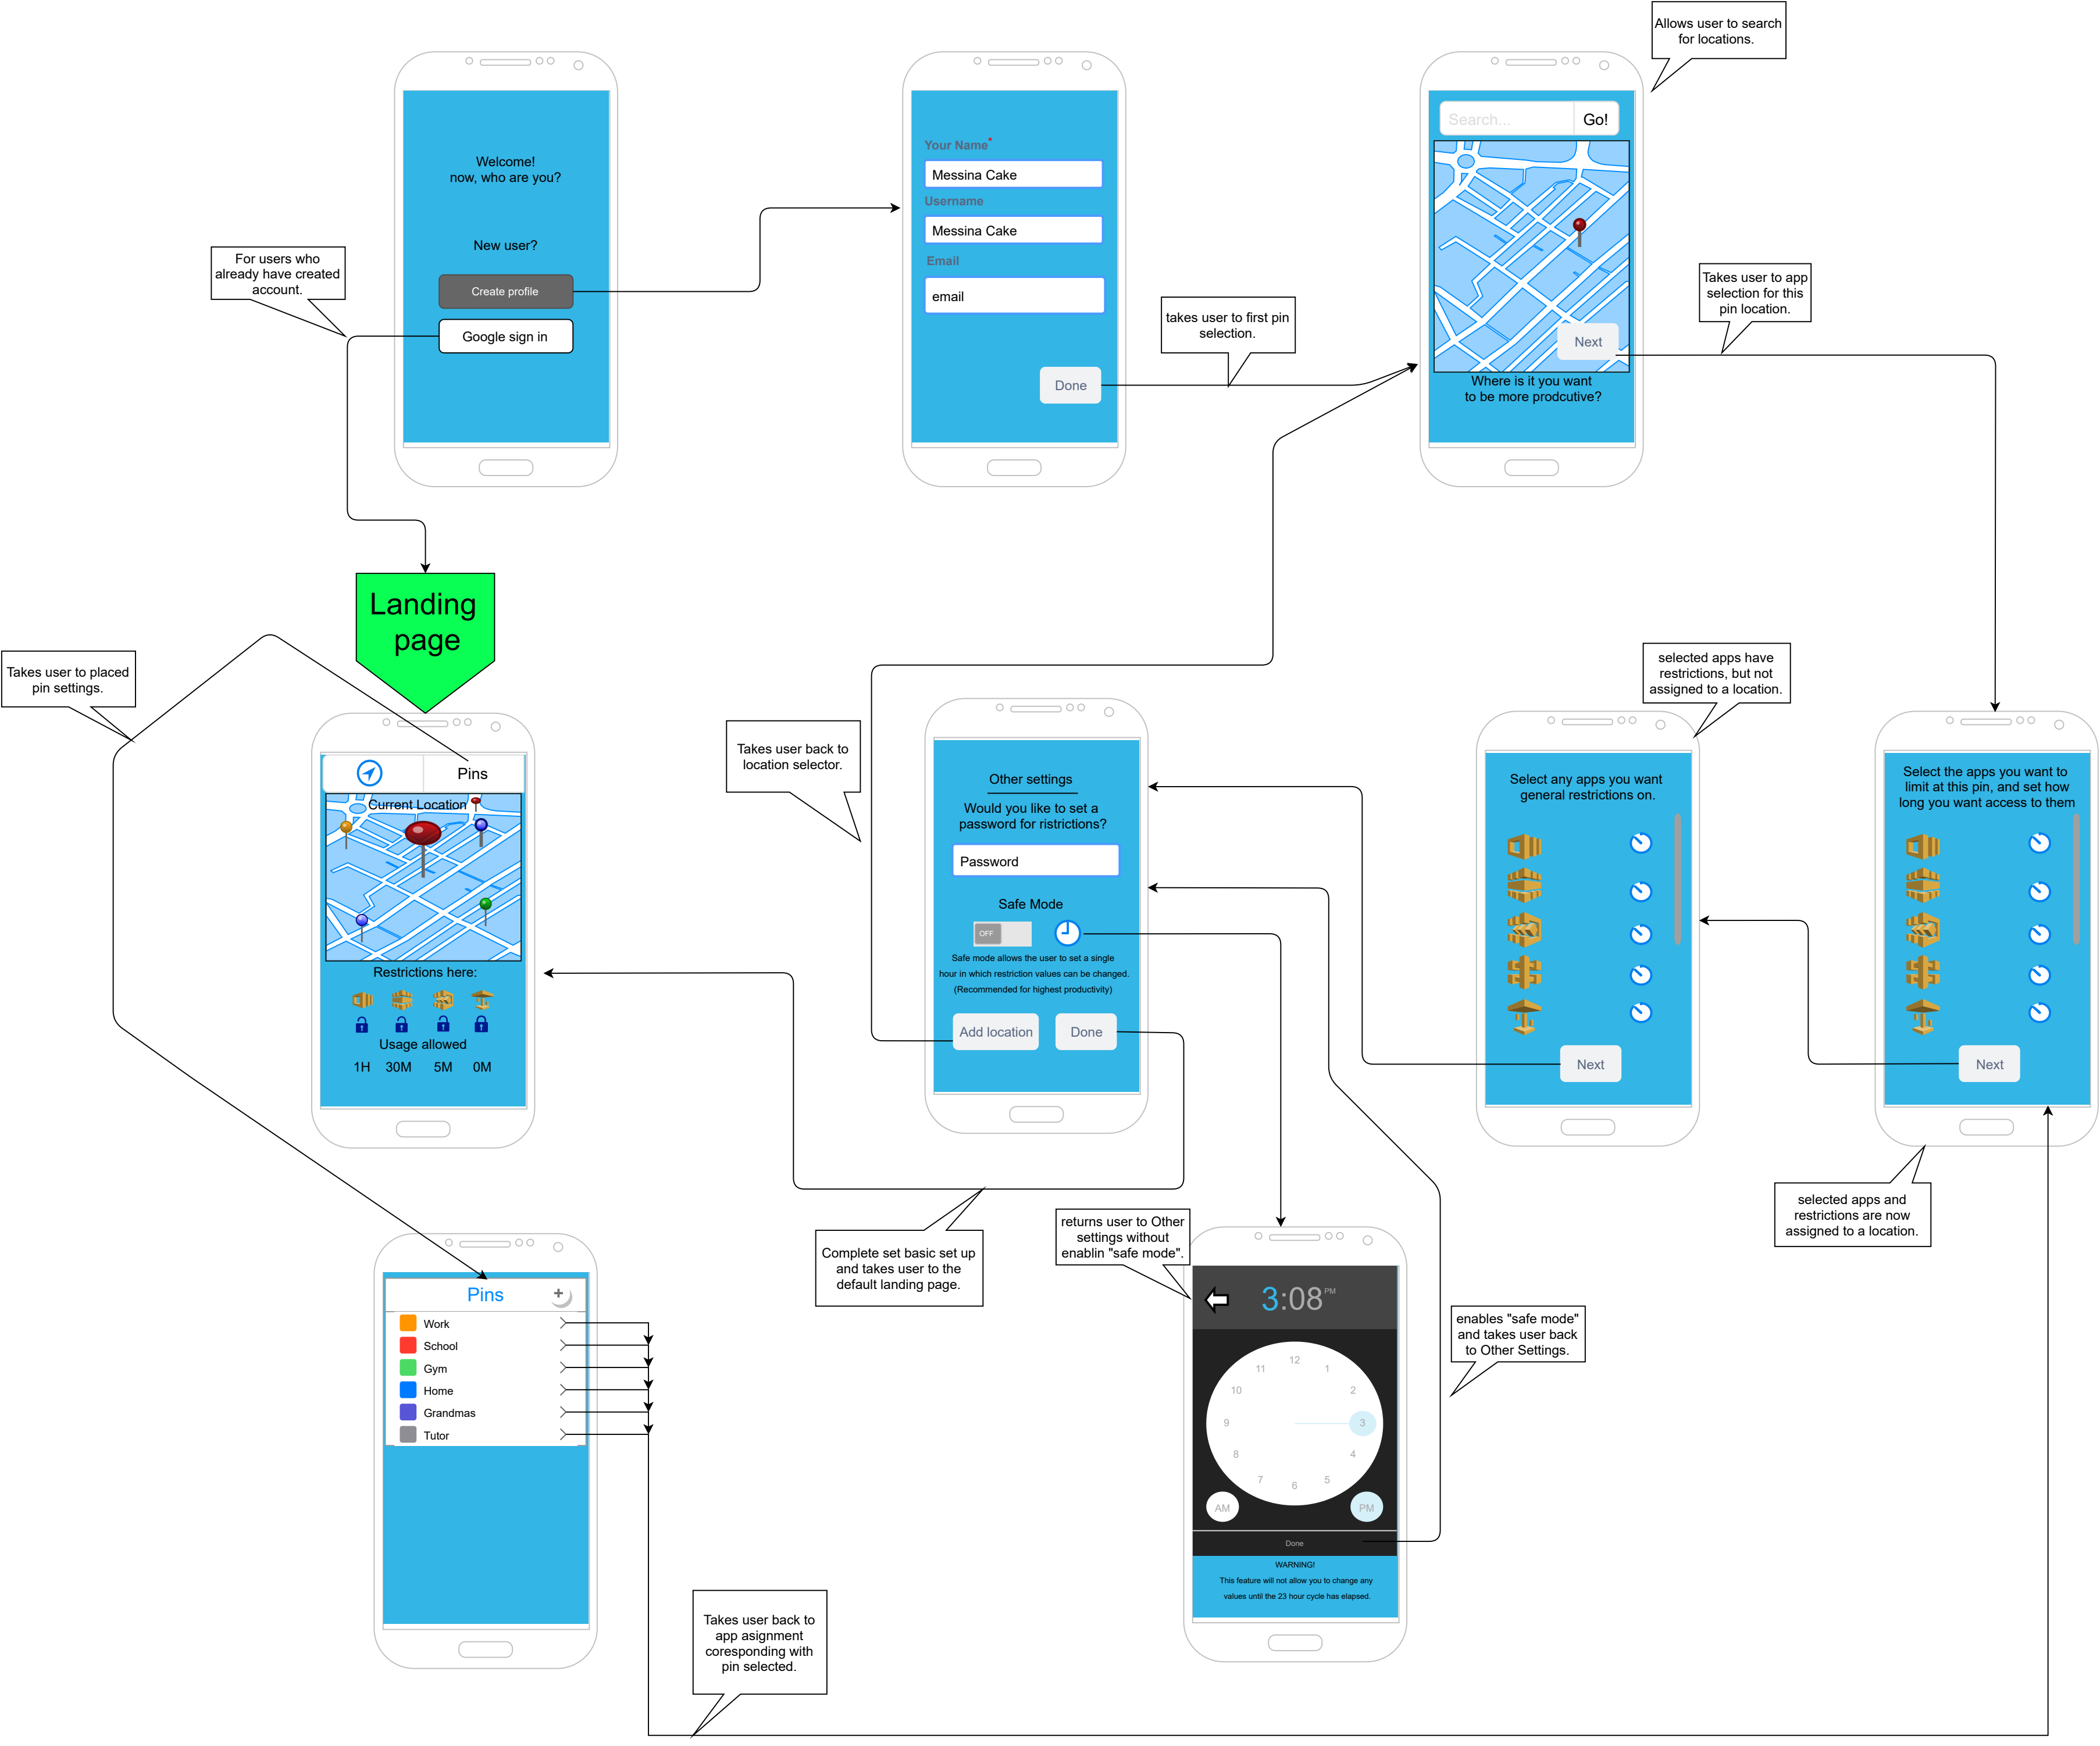 Allows user to search
for locations.
Welcome!
now, who are you?
New user?
Create profile
Google sign in
For users who
already have created
account.
Your Name*
Messina Cake
Username
Messina Cake
Email
email
Done
takes user to first pin
selection.
Search...
Go!
Next
Where is it you want
to be more prodcutive?
Takes user to app
selection for this
pin location.
Landing
page
Takes user to placed
pin settings.
Pins
Current Location
Restrictions here:
Usage allowed
1H 30M 5M 0M
Takes user back to
location selector.
Other settings
Would you like to set a
password for ristrictions?
Password
Safe Mode
OFF
Safe mode allows the user to set a single
hour in which restriction values can be changed.
(Recommended for highest productivity)
Add location
Done
selected apps have
restrictions, but not
assigned to a location.
Select any apps you want
general restrictions on.
Next
Select the apps you want to
limit at this pin, and set how
long you want access to them
Next
selected apps and
restrictions are now
assigned to a location.
Complete set basic set up
and takes user to the
default landing page.
returns user to Other
settings without
enablin "safe mode".
3:08 PM
12
11
1
10
2
9
3
8
4
7
5
6
AM
PM
Done
WARNING!
This feature will not allow you to change any
values until the 23 hour cycle has elapsed.
enables "safe mode"
and takes user back
to Other Settings.
Pins
+
Work
School
Gym
Home
Grandmas
Tutor
Takes user back to
app asignment
coresponding with
pin selected.